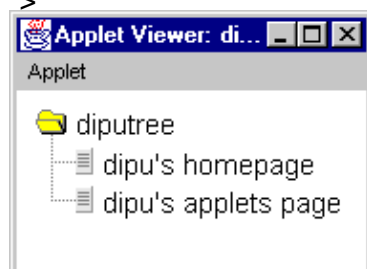 >
Applet Viewer: di...
Applet
diputree
dipu's homepage
dipu's applets page